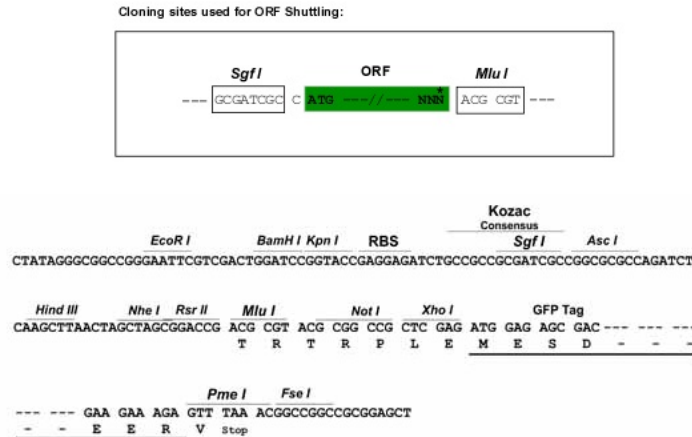 Cloning sites used for ORF Shuttling:
Sgf I ORF Mlu I
--- GCGATCGC C ATG ---//--- NNN* ACG CGT ---
Kozac
Consensus
EcoR I BamH I Kpn I RBS Sgf I Asc I
CTATAGGGCGGCCGGGAATTCGTCGACTGGATCCGGTACCGAGGAGATCTGCCGCCGCGATCGCCGGCGCGCCAGATCT
Hind III Nhe I Rsr II Mlu I Not I Xho I GFP Tag
CAAGCTTAACTAGCTAGCGGACCG ACG CGT ACG CGG CCG CTC GAG ATG GAG AGC GAC--- --- ---
T R T R P L E M E S D - - -
Pme I Fse I
--- --- GAA GAA AGA GTT TAA ACGGCCGGCCGCGGAGCT
- - E E R V Stop